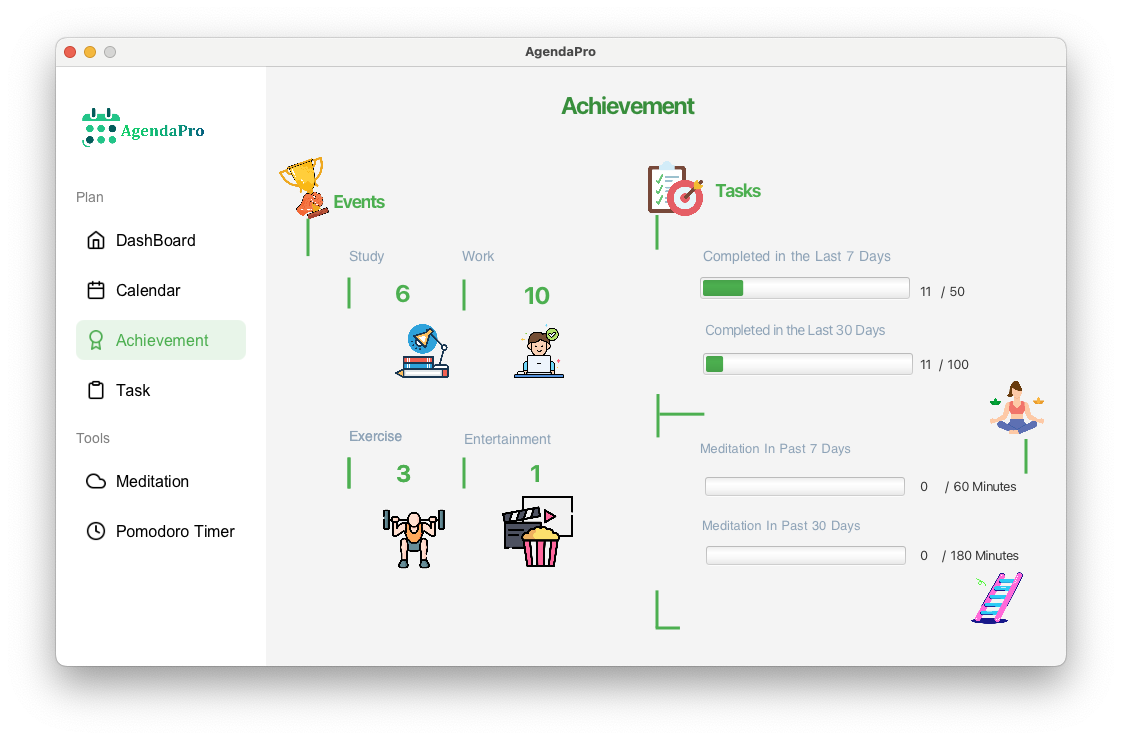 AgendaPro
AgendaPro
Plan
DashBoard
Calendar
Achievement
Task
Tools
Meditation
Pomodoro Timer
Achievement
Events
Study
Work
6
10
Exercise
Entertainment
3
1
Tasks
Completed in the Last 7 Days
11 / 50
Completed in the Last 30 Days
11 / 100
Meditation In Past 7 Days
0 / 60 Minutes
Meditation In Past 30 Days
0 / 180 Minutes